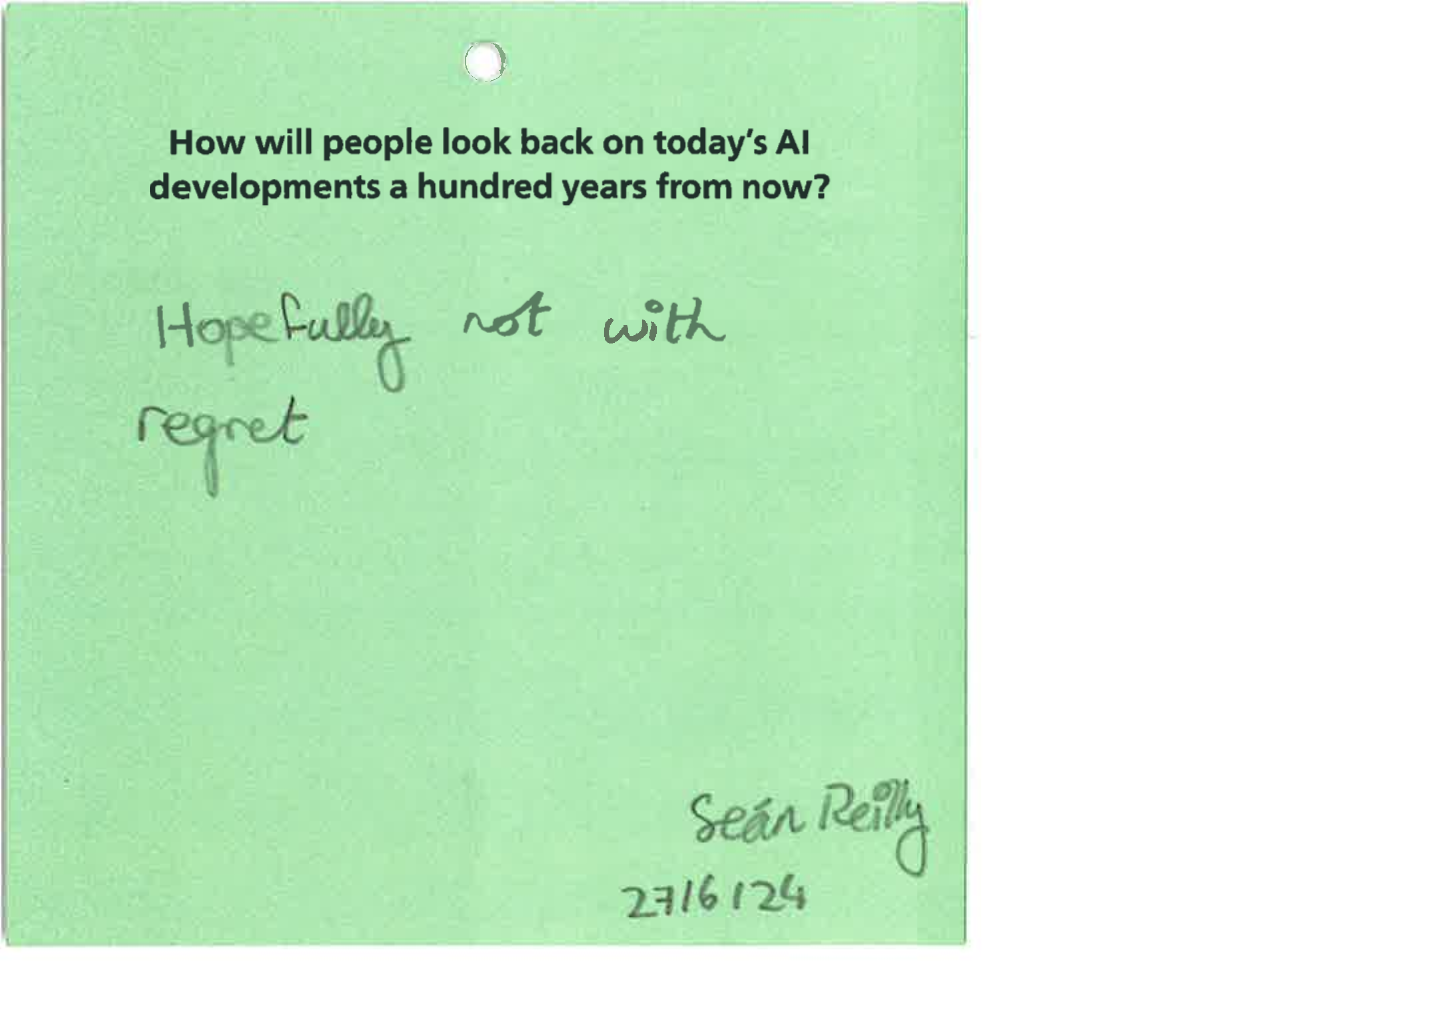 How will people look back on today's AI
developments a hundred years from now?
Hopefully not with
regret
Seán Reilly
27/6/24